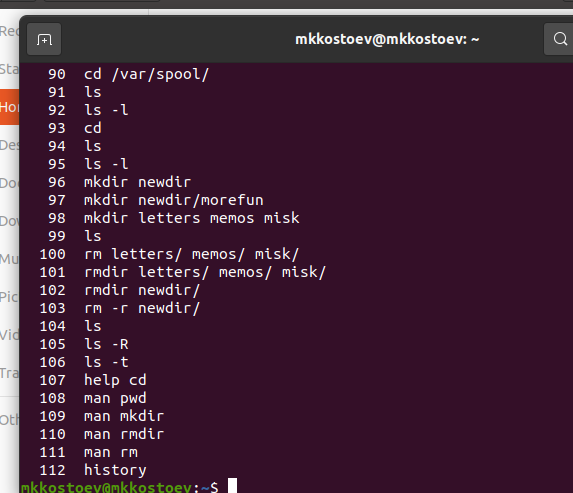 mkkostoev@mkkostoev: ~
90 cd /var/spool/
91 ls
92 ls -l
93 cd
94 ls
95 ls -l
96 mkdir newdir
97 mkdir newdir/morefun
98 mkdir letters memos misk
99 ls
100 rm letters/ memos/ misk/
101 rmdir letters/ memos/ misk/
102 rmdir newdir/
103 rm -r newdir/
104 ls
105 ls -R
106 ls -t
107 help cd
108 man pwd
109 man mkdir
110 man rmdir
111 man rm
112 history
mkkostoev@mkkostoev:~$